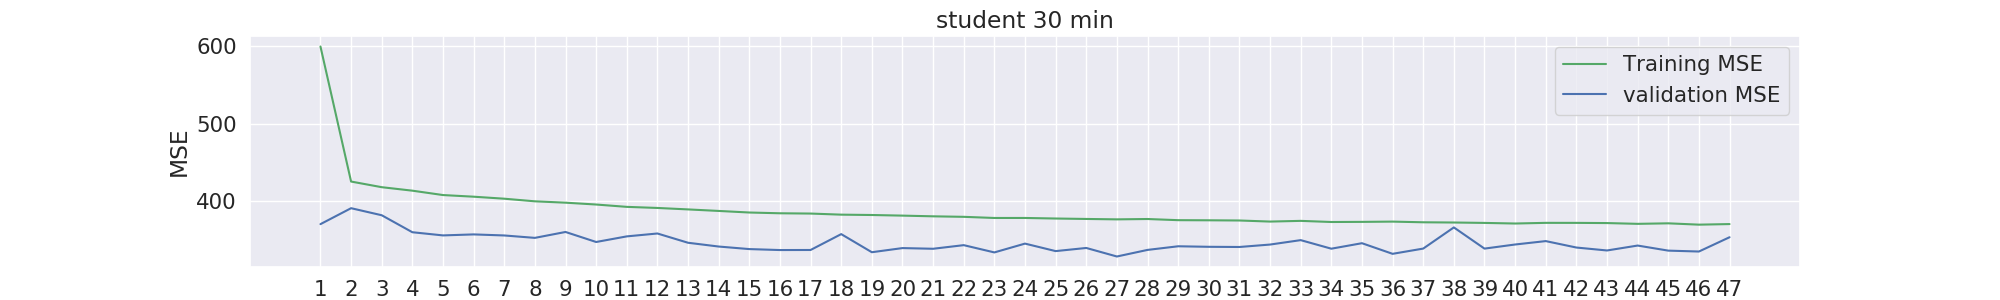 student 30 min
600
500
400
MSE
Training MSE
validation MSE
1 2 3 4 5 6 7 8 9 10 11 12 13 14 15 16 17 18 19 20 21 22 23 24 25 26 27 28 29 30 31 32 33 34 35 36 37 38 39 40 41 42 43 44 45 46 47